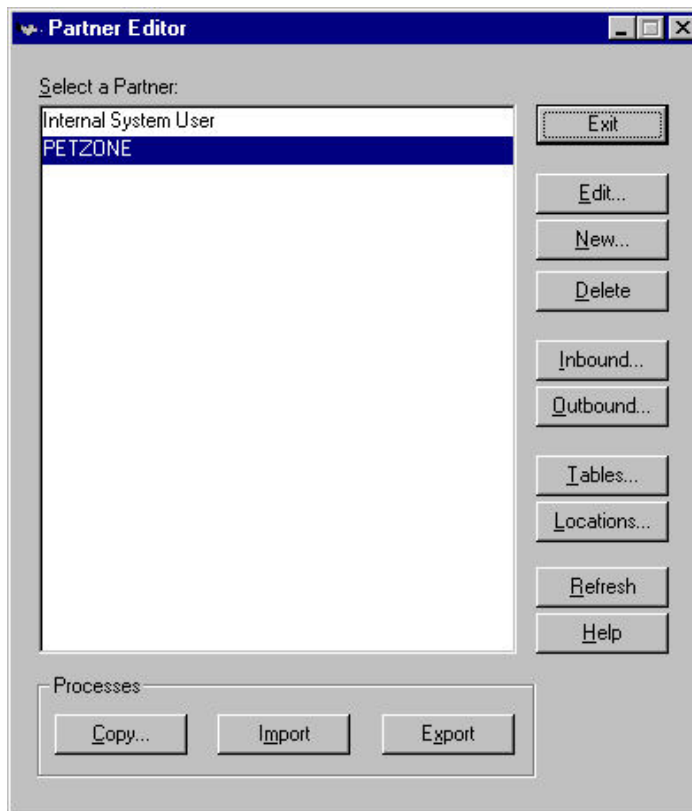 Partner Editor
Select a Partner:
Internal System User
PETZONE
Exit
Edit...
New...
Delete
Inbound...
Outbound...
Tables...
Locations...
Refresh
Help
Processes
Copy...
Import
Export